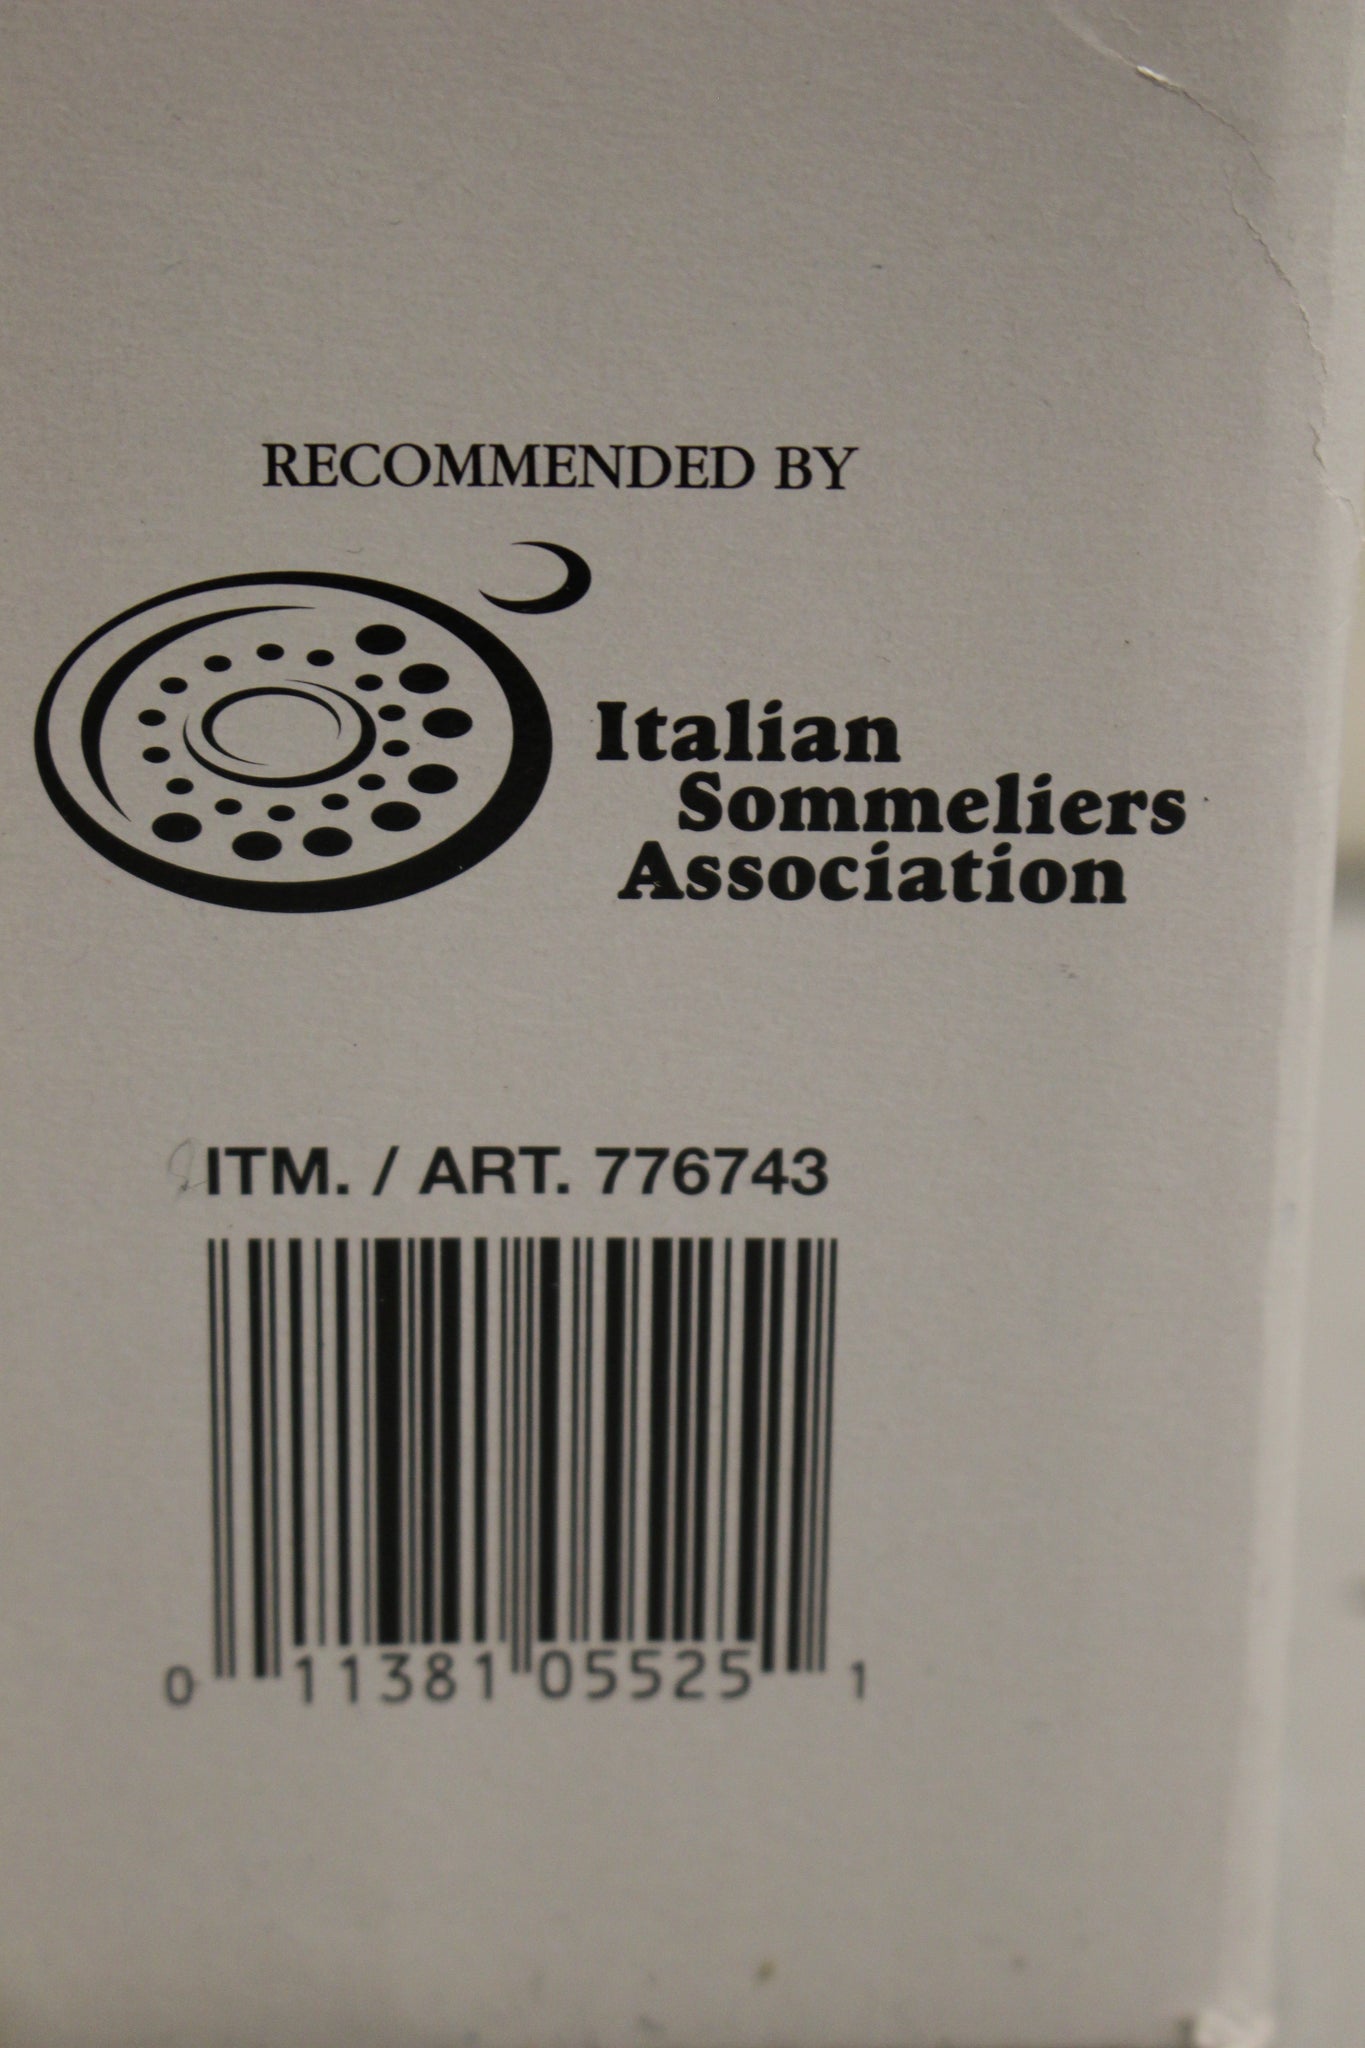 RECOMMENDED BY
Italian
Sommeliers
Association
ITM. / ART. 776743
0 11381 05525 1